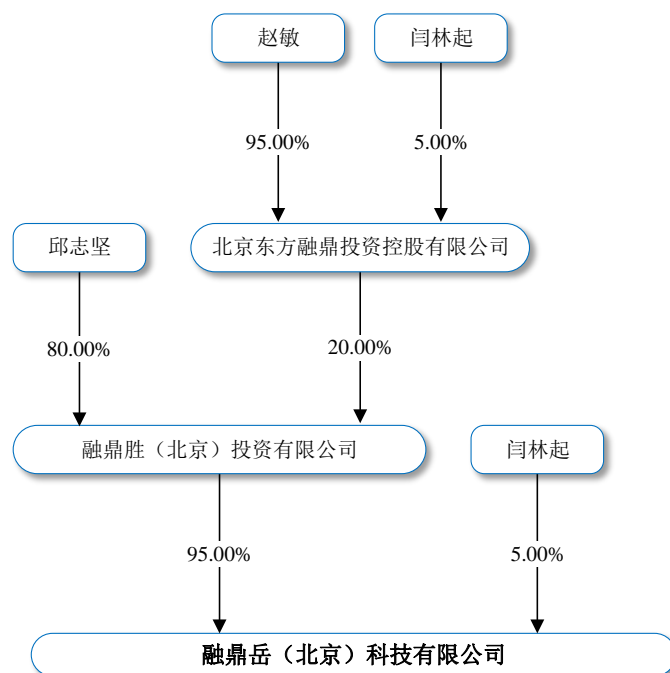 赵敏
闫林起
95.00%
5.00%
邱志坚
北京东方融鼎投资控股有限公司
80.00%
20.00%
融鼎胜（北京）投资有限公司
闫林起
95.00%
5.00%
融鼎岳（北京）科技有限公司